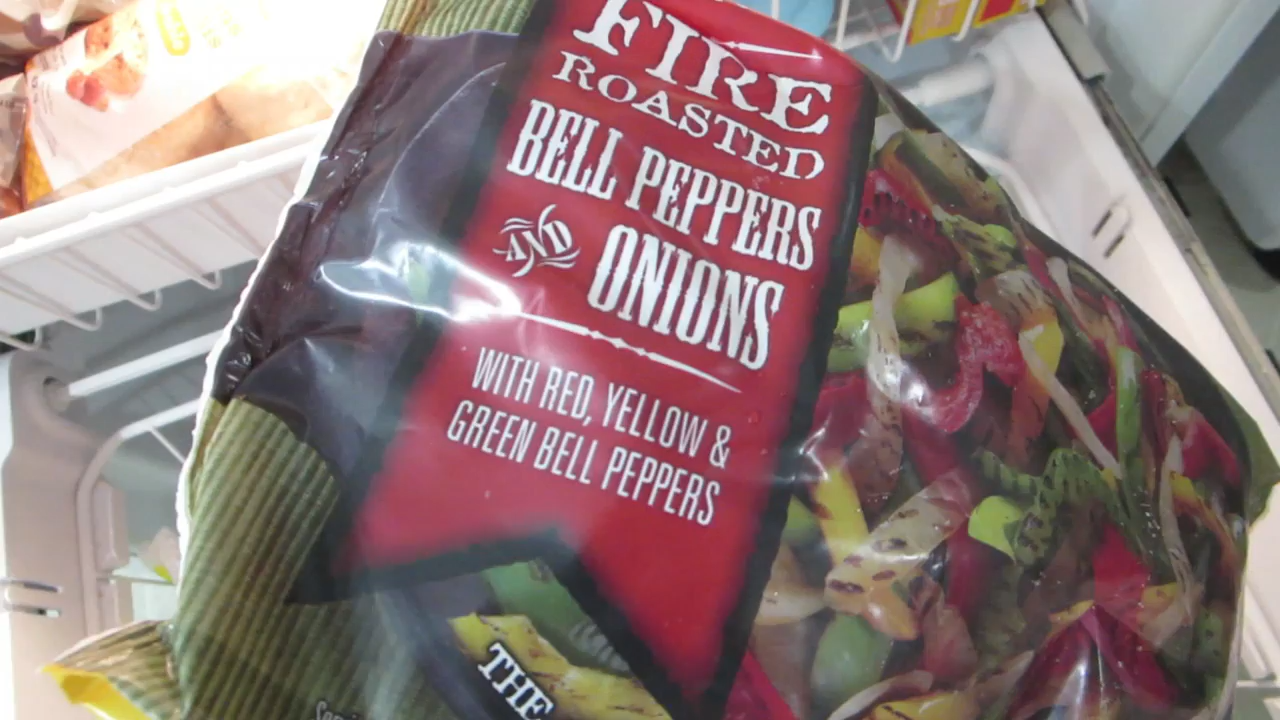 FIRE
ROASTED
BELL PEPPERS
AND ONIONS
WITH RED, YELLOW &
GREEN BELL PEPPERS
THE